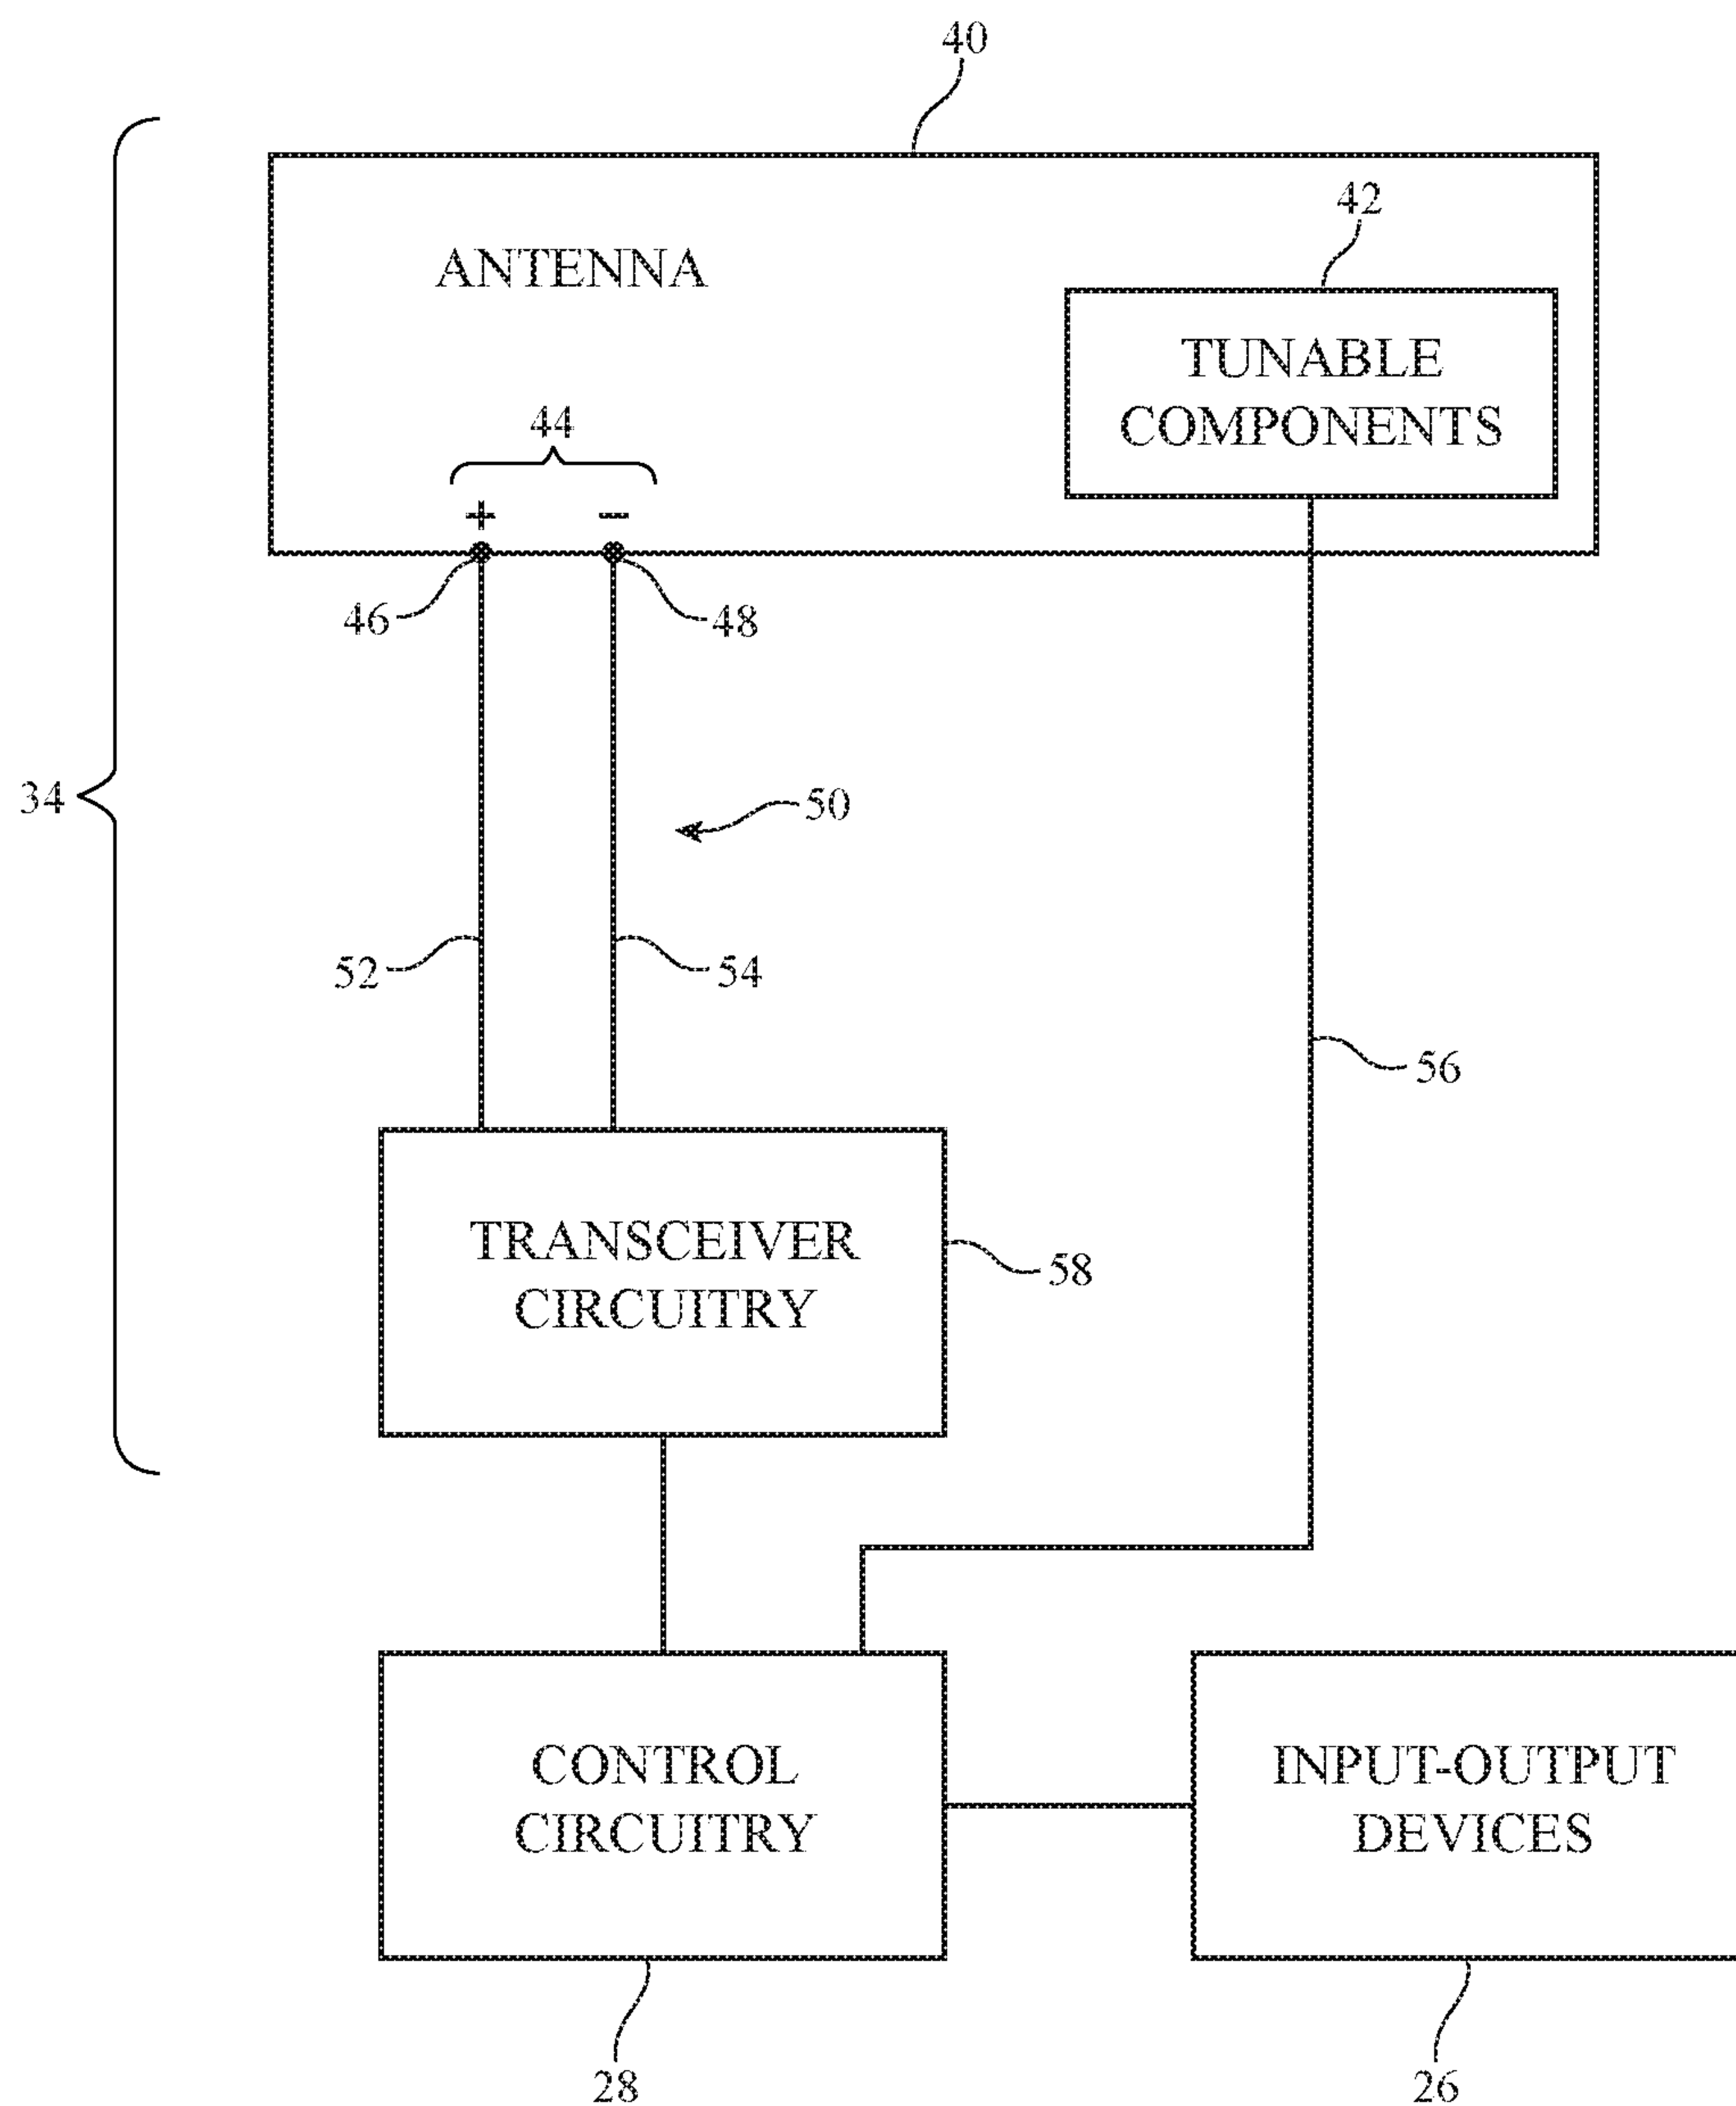 40
42
ANTENNA
TUNABLE
COMPONENTS
44
+ −
46
48
34
50
52
54
56
TRANSCEIVER
CIRCUITRY
58
CONTROL
CIRCUITRY
INPUT-OUTPUT
DEVICES
28
26